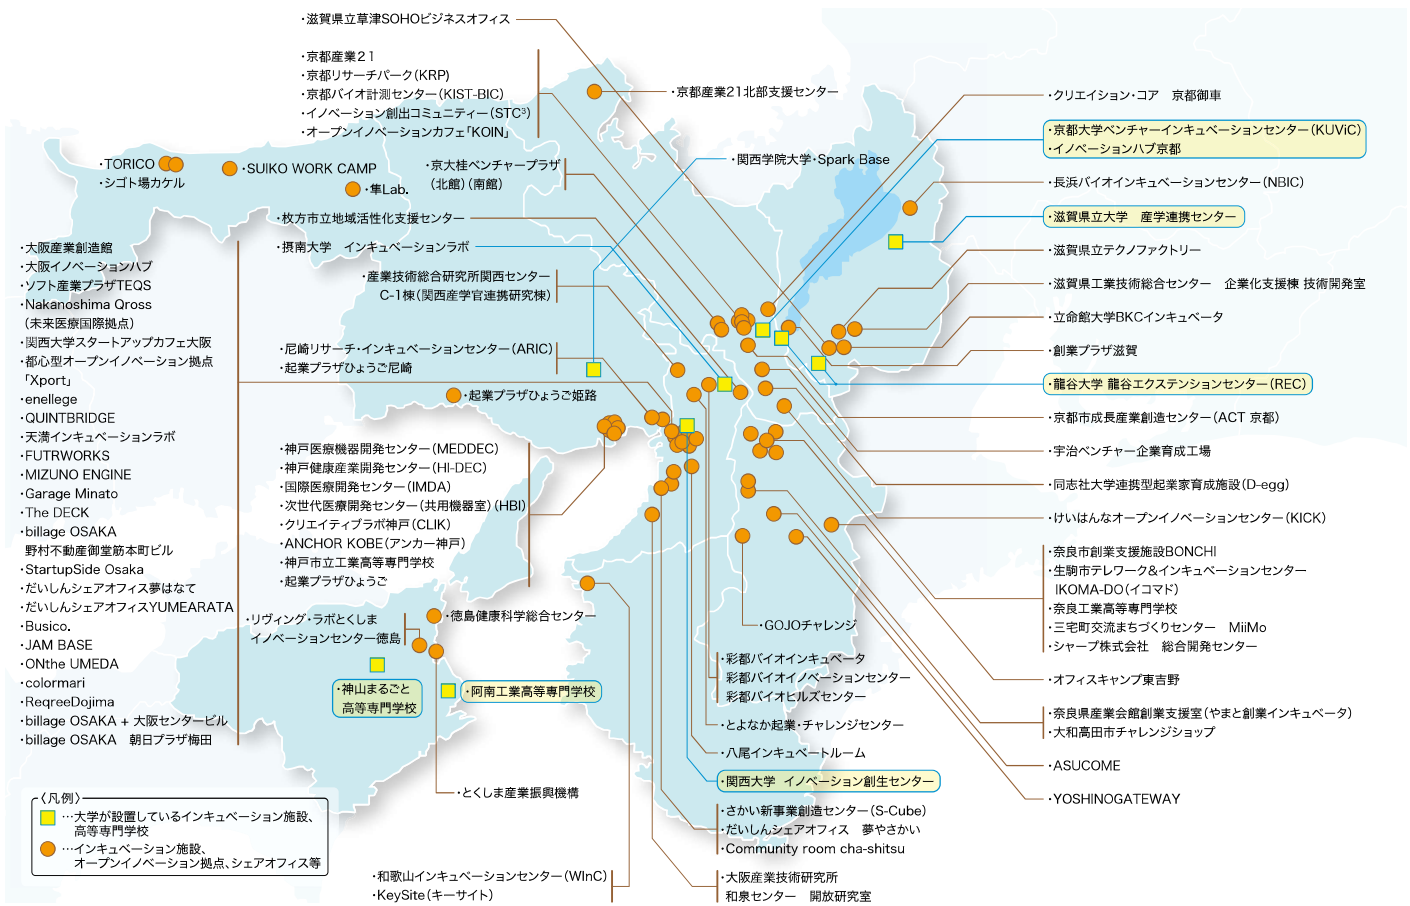 ・滋賀県立草津SOHOビジネスオフィス
・京都産業21
・京都リサーチパーク(KRP)
・京都バイオ計測センター(KIST-BIC)
・イノベーション創出コミュニティー(STC³)
・オープンイノベーションカフェ「KOIN」
・京都産業21北部支援センター
・TORICO
・シゴト場カケル
・SUIKO WORK CAMP
・隼Lab.
・京大桂ベンチャープラザ
(北館)(南館)
・関西学院大学・Spark Base
・枚方市立地域活性化支援センター
・摂南大学　インキュベーションラボ
・産業技術総合研究所関西センター
C-1棟(関西産学官連携研究棟)
・尼崎リサーチ・インキュベーションセンター(ARIC)
・起業プラザひょうご尼崎
・起業プラザひょうご姫路
・大阪産業創造館
・大阪イノベーションハブ
・ソフト産業プラザTEQS
・Nakanoshima Qross
(未来医療国際拠点)
・関西大学スタートアップカフェ大阪
・都心型オープンイノベーション拠点
「Xport」
・enellege
・QUINTBRIDGE
・天満インキュベーションラボ
・FUTRWORKS
・MIZUNO ENGINE
・Garage Minato
・The DECK
・billage OSAKA
野村不動産御堂筋本町ビル
・StartupSide Osaka
・だいしんシェアオフィス夢はなて
・だいしんシェアオフィスYUMEARATA
・Busico.
・JAM BASE
・ONthe UMEDA
・colormari
・ReqreeDojima
・billage OSAKA + 大阪センタービル
・billage OSAKA　朝日プラザ梅田
・神戸医療機器開発センター(MEDDEC)
・神戸健康産業開発センター(HI-DEC)
・国際医療開発センター(IMDA)
・次世代医療開発センター(共用機器室)(HBI)
・クリエイティブラボ神戸(CLIK)
・ANCHOR KOBE(アンカー神戸)
・神戸市立工業高等専門学校
・起業プラザひょうご
・リヴィング・ラボとくしま
イノベーションセンター徳島
・徳島健康科学総合センター
・神山まるごと
高等専門学校
・阿南工業高等専門学校
・とくしま産業振興機構
・和歌山インキュベーションセンター(WInC)
・KeySite(キーサイト)
・クリエイション・コア　京都御車
・京都大学ベンチャーインキュベーションセンター(KUViC)
・イノベーションハブ京都
・長浜バイオインキュベーションセンター(NBIC)
・滋賀県立大学　産学連携センター
・滋賀県立テクノファクトリー
・滋賀県工業技術総合センター　企業化支援棟 技術開発室
・立命館大学BKCインキュベータ
・創業プラザ滋賀
・龍谷大学 龍谷エクステンションセンター(REC)
・京都市成長産業創造センター(ACT 京都)
・宇治ベンチャー企業育成工場
・同志社大学連携型起業家育成施設(D-egg)
・けいはんなオープンイノベーションセンター(KICK)
・奈良市創業支援施設BONCHI
・生駒市テレワーク&インキュベーションセンター
IKOMA-DO(イコマド)
・奈良工業高等専門学校
・三宅町交流まちづくりセンター　MiiMo
・シャープ株式会社　総合開発センター
・オフィスキャンプ東吉野
・奈良県産業会館創業支援室(やまと創業インキュベータ)
・大和高田市チャレンジショップ
・ASUCOME
・YOSHINOGATEWAY
・GOJOチャレンジ
・彩都バイオインキュベータ
彩都バイオイノベーションセンター
彩都バイオヒルズセンター
・とよなか起業・チャレンジセンター
・八尾インキュベートルーム
・関西大学　イノベーション創生センター
・さかい新事業創造センター(S-Cube)
・だいしんシェアオフィス　夢やさかい
・Community room cha-shitsu
・大阪産業技術研究所
和泉センター　開放研究室
〈凡例〉
…大学が設置しているインキュベーション施設、
高等専門学校
…インキュベーション施設、
オープンイノベーション拠点、シェアオフィス等